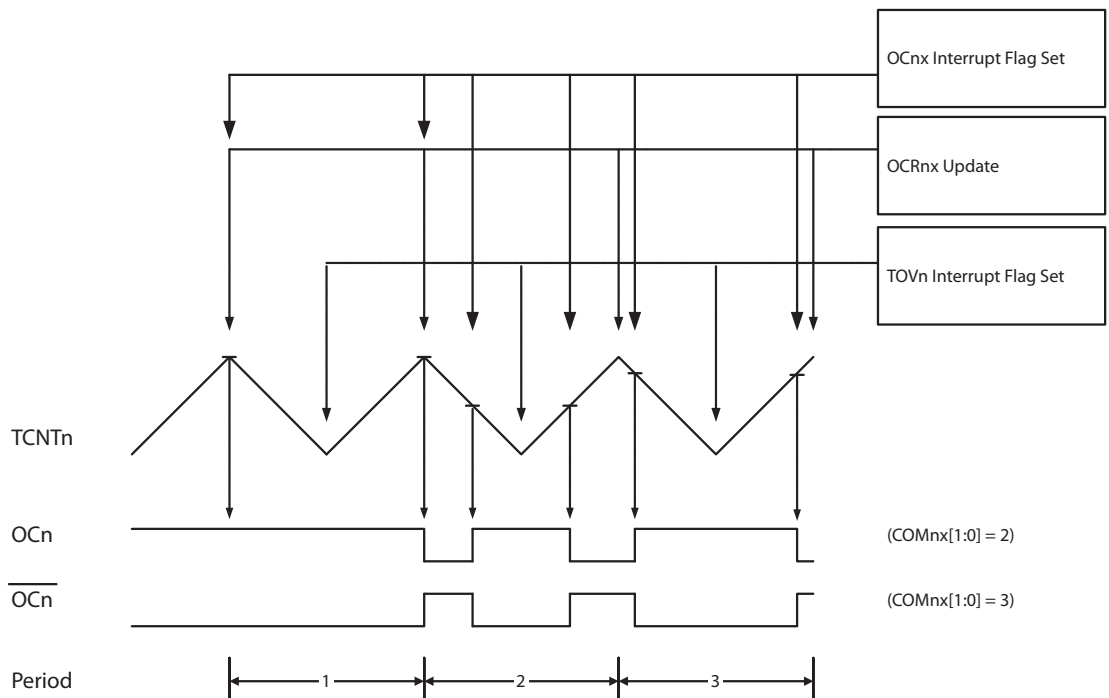 OCnx Interrupt Flag Set
OCRnx Update
TOVn Interrupt Flag Set
TCNTn
OCn
(COMnx[1:0] = 2)
OCn
(COMnx[1:0] = 3)
Period
1
2
3